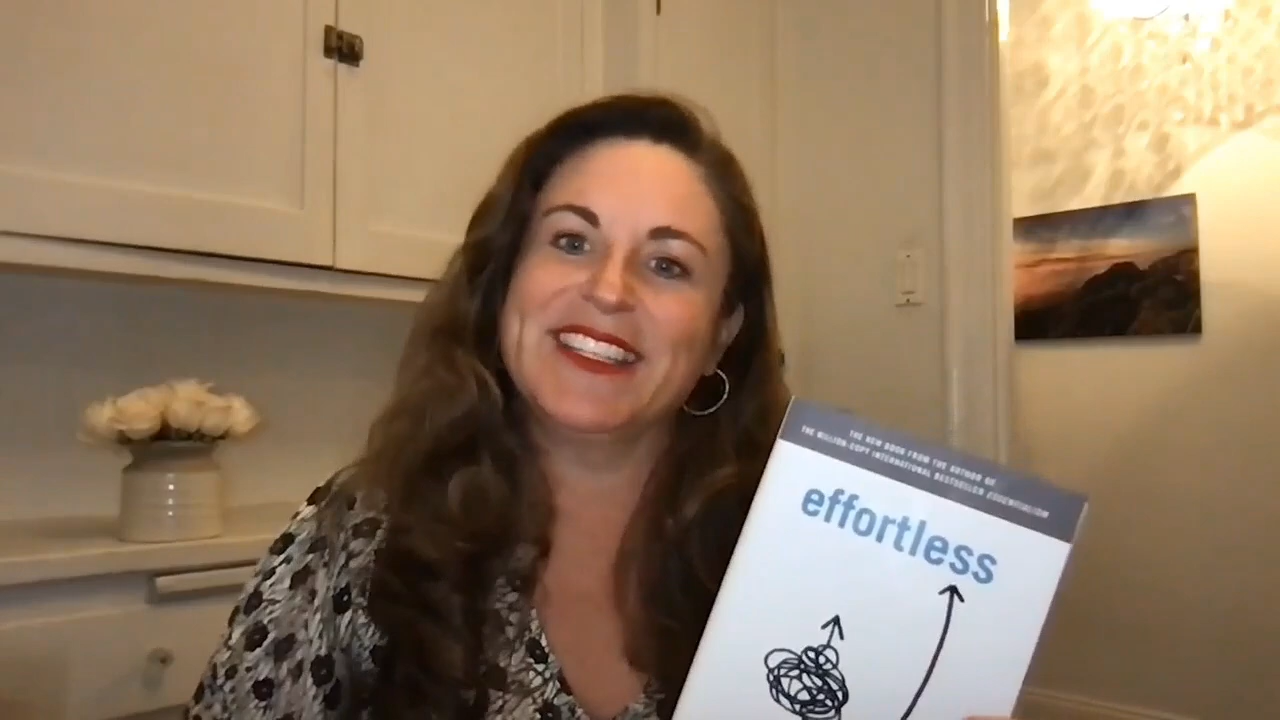 THE NEW BOOK FROM THE AUTHOR OF
THE MILLION-COPY INTERNATIONAL BESTSELLER ESSENTIALISM
effortless